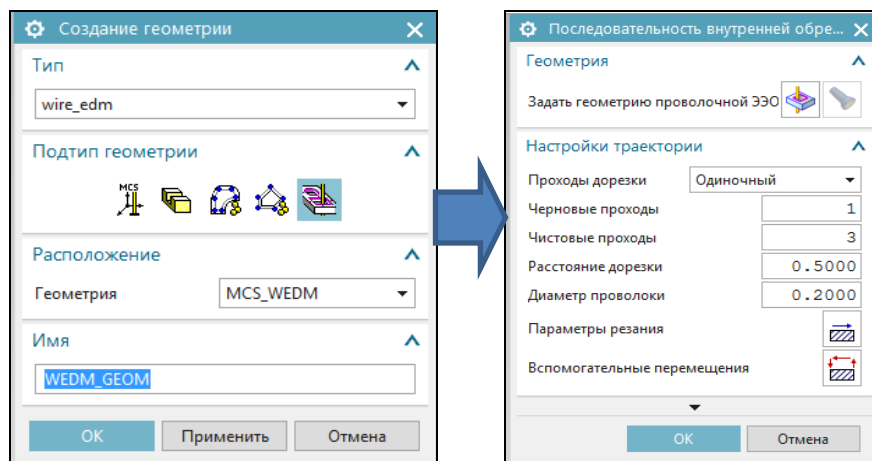 Создание геометрии
Тип
wire_edm
Подтип геометрии
MCS
Расположение
Геометрия MCS_WEDM
Имя
WEDM_GEOM
ОК Применить Отмена
Последовательность внутренней обре...
Геометрия
Задать геометрию проволочной ЭЭО
Настройки траектории
Проходы дорезки Одиночный
Черновые проходы 1
Чистовые проходы 3
Расстояние дорезки 0.5000
Диаметр проволоки 0.2000
Параметры резания
Вспомогательные перемещения
ОК Отмена